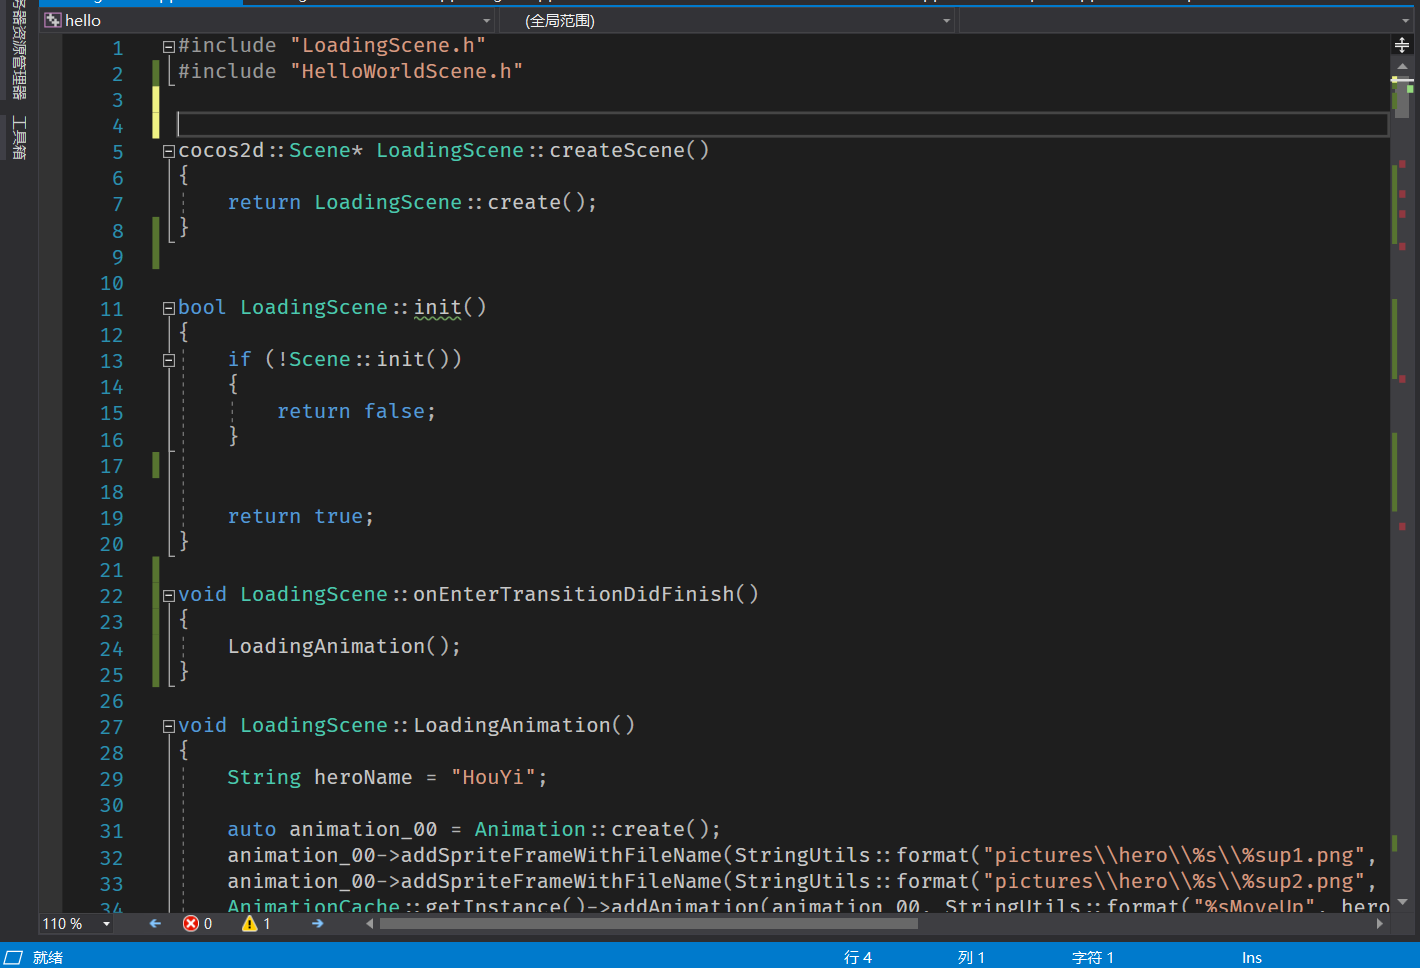 hello
(全局范围)
务器资源管理器
工具箱
1 #include "LoadingScene.h"
2 #include "HelloWorldScene.h"
3
4
5 cocos2d::Scene* LoadingScene::createScene()
6 {
7 return LoadingScene::create();
8 }
9
10
11 bool LoadingScene::init()
12 {
13 if (!Scene::init())
14 {
15 return false;
16 }
17
18
19 return true;
20 }
21
22 void LoadingScene::onEnterTransitionDidFinish()
23 {
24 LoadingAnimation();
25 }
26
27 void LoadingScene::LoadingAnimation()
28 {
29 String heroName = "HouYi";
30
31 auto animation_00 = Animation::create();
32 animation_00->addSpriteFrameWithFileName(StringUtils::format("pictures\\hero\\%s\\%sup1.png",
33 animation_00->addSpriteFrameWithFileName(StringUtils::format("pictures\\hero\\%s\\%sup2.png",
34 AnimationCache::getInstance()->addAnimation(animation_00, StringUtils::format("%sMoveUp", hero
110 % 0 1
就绪 行 4 列 1 字符 1 Ins